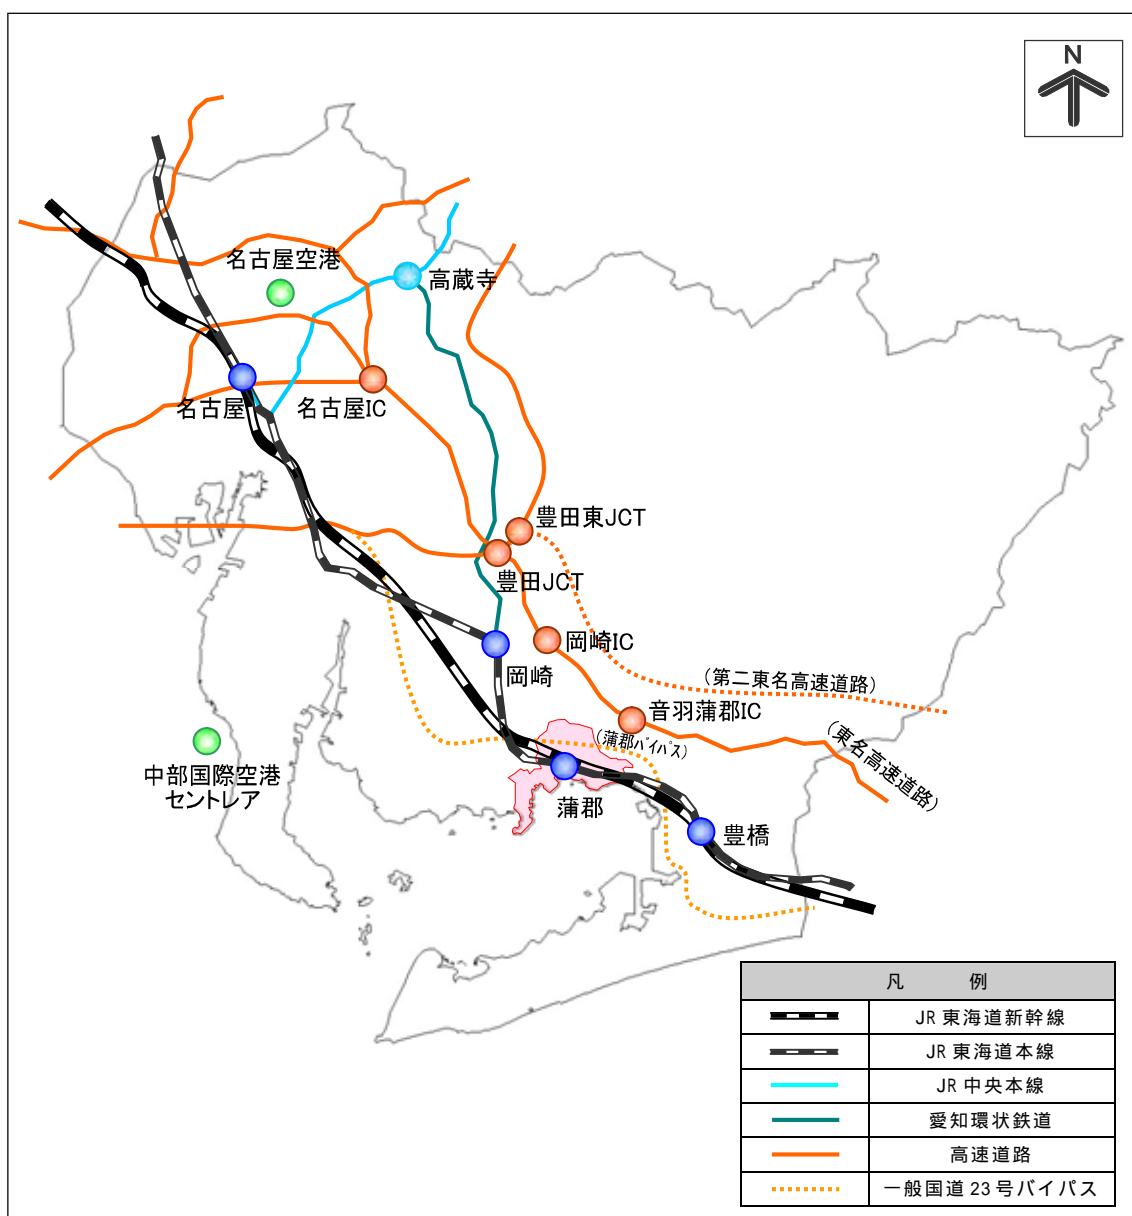 N
名古屋空港
高蔵寺
名古屋
名古屋IC
豊田東JCT
豊田JCT
岡崎IC
岡崎
(第二東名高速道路)
音羽蒲郡IC
(蒲郡バイパス)
(東名高速道路)
中部国際空港
セントレア
蒲郡
豊橋
凡 例
JR東海道新幹線
JR東海道本線
JR中央本線
愛知環状鉄道
高速道路
一般国道23号バイパス